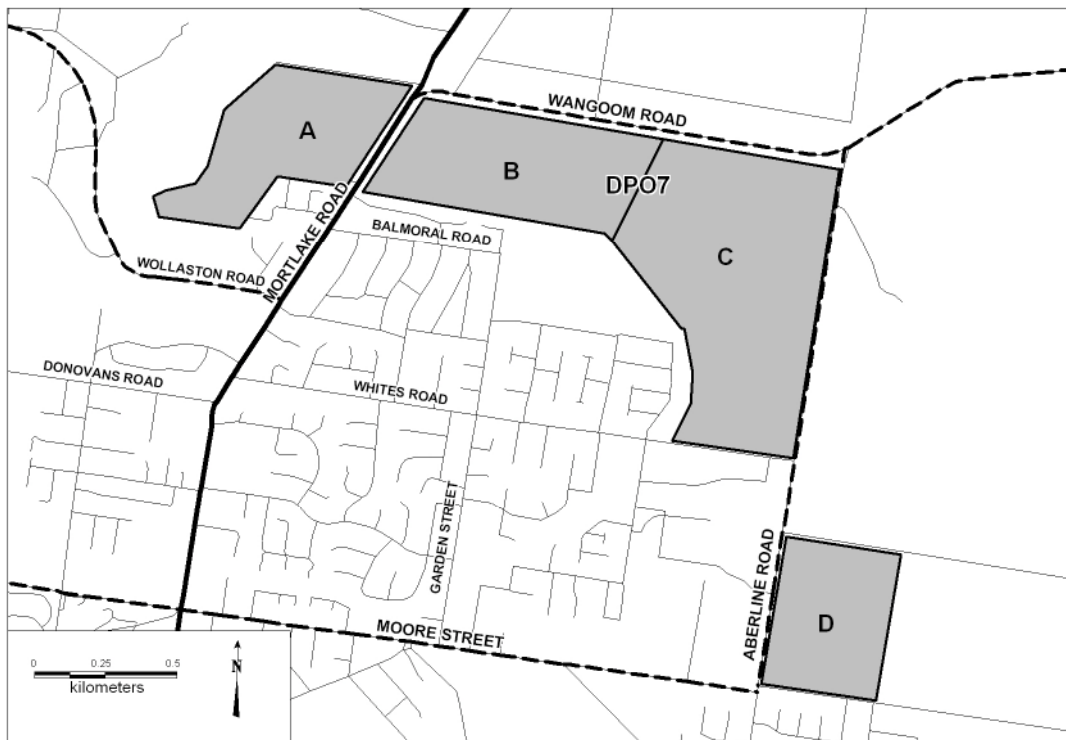 WANGOOM ROAD
A
B
DPO7
MORTLAKE ROAD
BALMORAL ROAD
C
WOLLASTON ROAD
DONOVANS ROAD
WHITES ROAD
GARDEN STREET
ABERLINE ROAD
D
MOORE STREET
0 0.25 0.5
kilometers
N